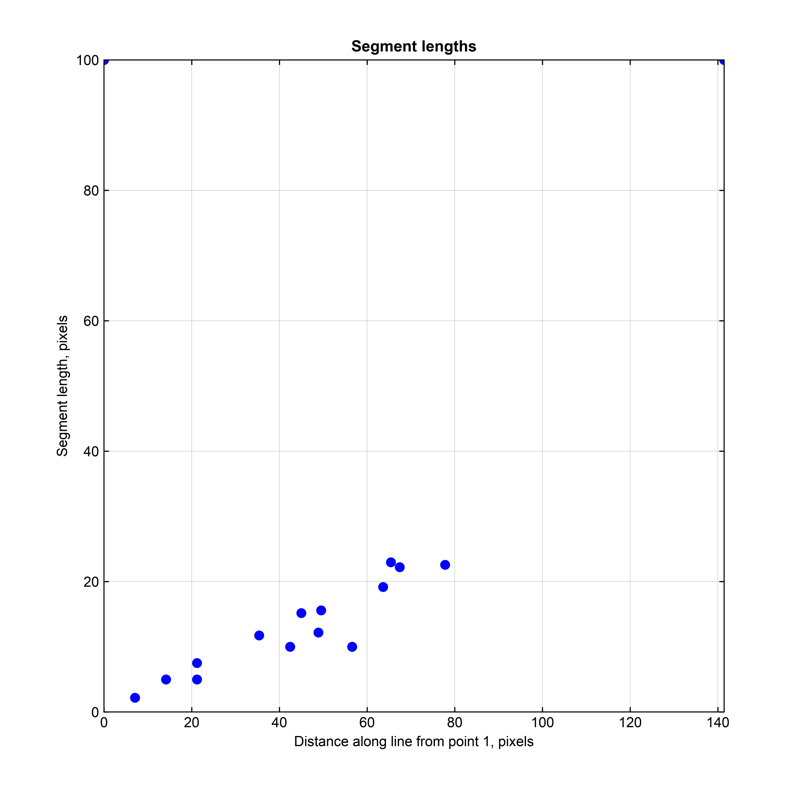 Segment lengths
100
80
60
40
20
0
Segment length, pixels
0 20 40 60 80 100 120 140
Distance along line from point 1, pixels